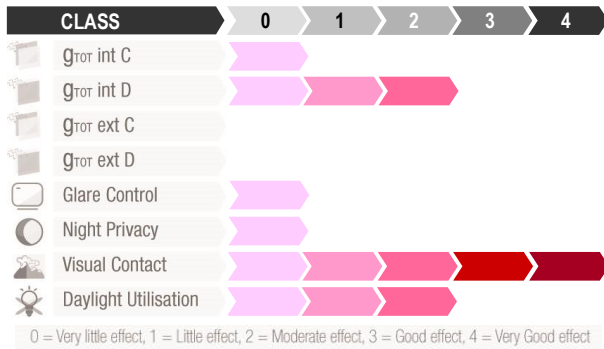 CLASS 0 1 2 3 4
gTOT int C
gTOT int D
gTOT ext C
gTOT ext D
Glare Control
Night Privacy
Visual Contact
Daylight Utilisation
0 = Very little effect, 1 = Little effect, 2 = Moderate effect, 3 = Good effect, 4 = Very Good effect